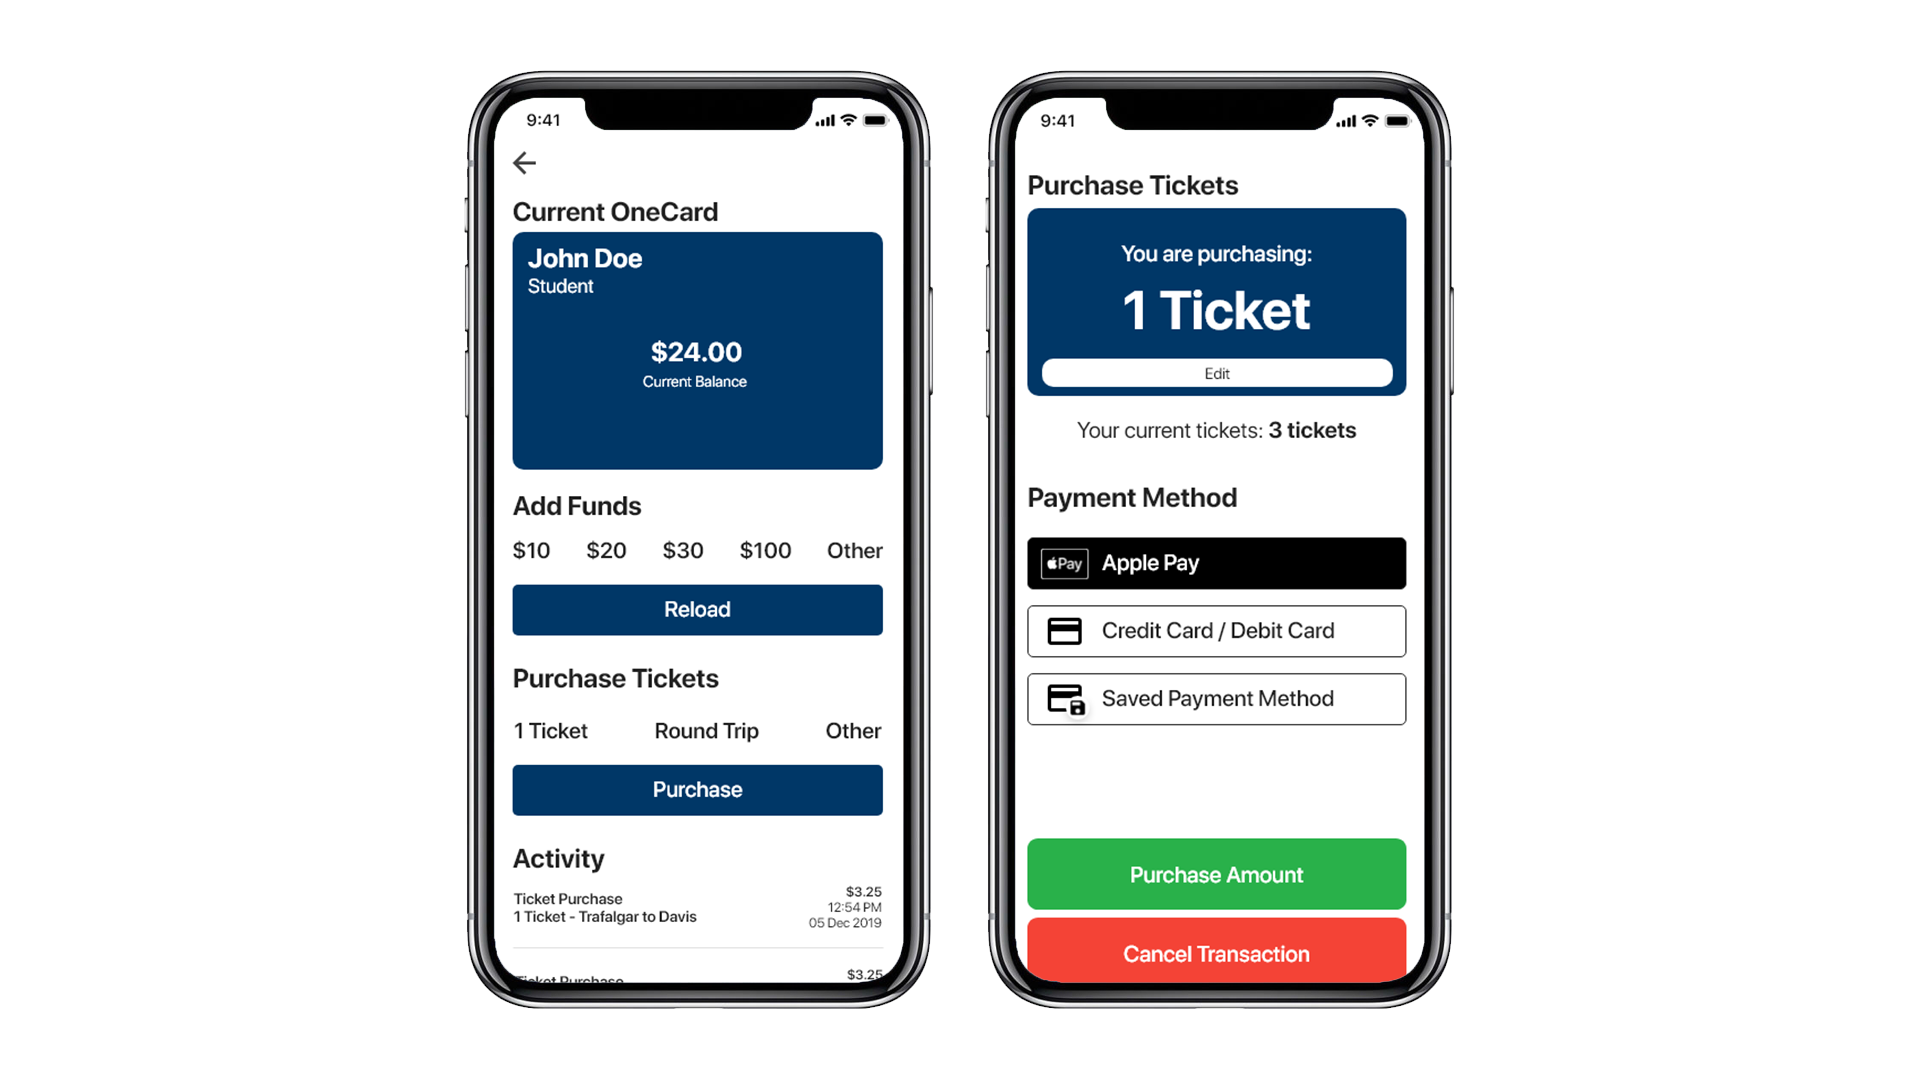 9:41
Current OneCard
John Doe
Student
$24.00
Current Balance
Add Funds
$10 $20 $30 $100 Other
Reload
Purchase Tickets
1 Ticket Round Trip Other
Purchase
Activity
Ticket Purchase $3.25
1 Ticket - Trafalgar to Davis 12:54 PM
05 Dec 2019
Ticket Purchase $3.25
9:41
Purchase Tickets
You are purchasing:
1 Ticket
Edit
Your current tickets: 3 tickets
Payment Method
Pay Apple Pay
Credit Card / Debit Card
Saved Payment Method
Purchase Amount
Cancel Transaction